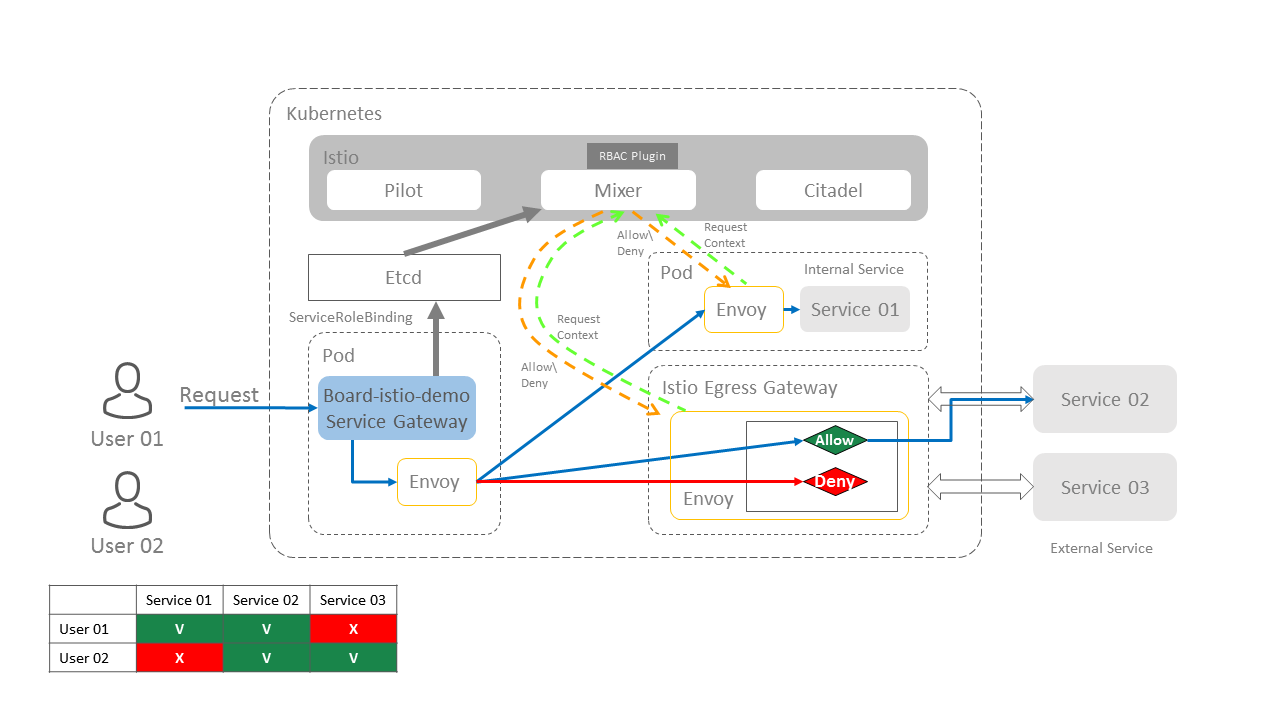 Kubernetes
Istio
RBAC Plugin
Pilot
Mixer
Citadel
Allow\
Deny
Request
Context
Etcd
Pod
Internal Service
Envoy
Service 01
ServiceRoleBinding
Request
Context
Pod
Allow\
Deny
Istio Egress Gateway
Request
Board-istio-demo
Service Gateway
User 01
Service 02
Allow
Envoy
Deny
Envoy
Service 03
User 02
External Service
Service 01 Service 02 Service 03
User 01 V V X
User 02 X V V